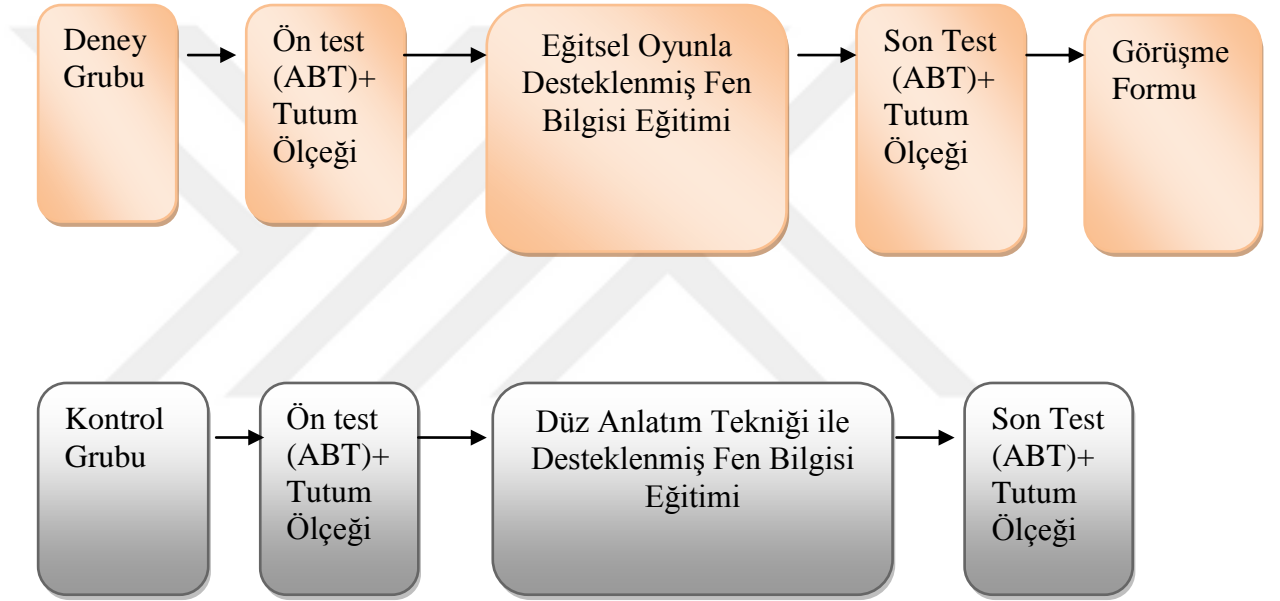 Deney
Grubu
Ön test
(ABT)+
Tutum
Ölçeği
Eğitsel Oyunla
Desteklenmiş Fen
Bilgisi Eğitimi
Son Test
(ABT)+
Tutum
Ölçeği
Görüşme
Formu
Kontrol
Grubu
Ön test
(ABT)+
Tutum
Ölçeği
Düz Anlatım Tekniği ile
Desteklenmiş Fen Bilgisi
Eğitimi
Son Test
(ABT)+
Tutum
Ölçeği